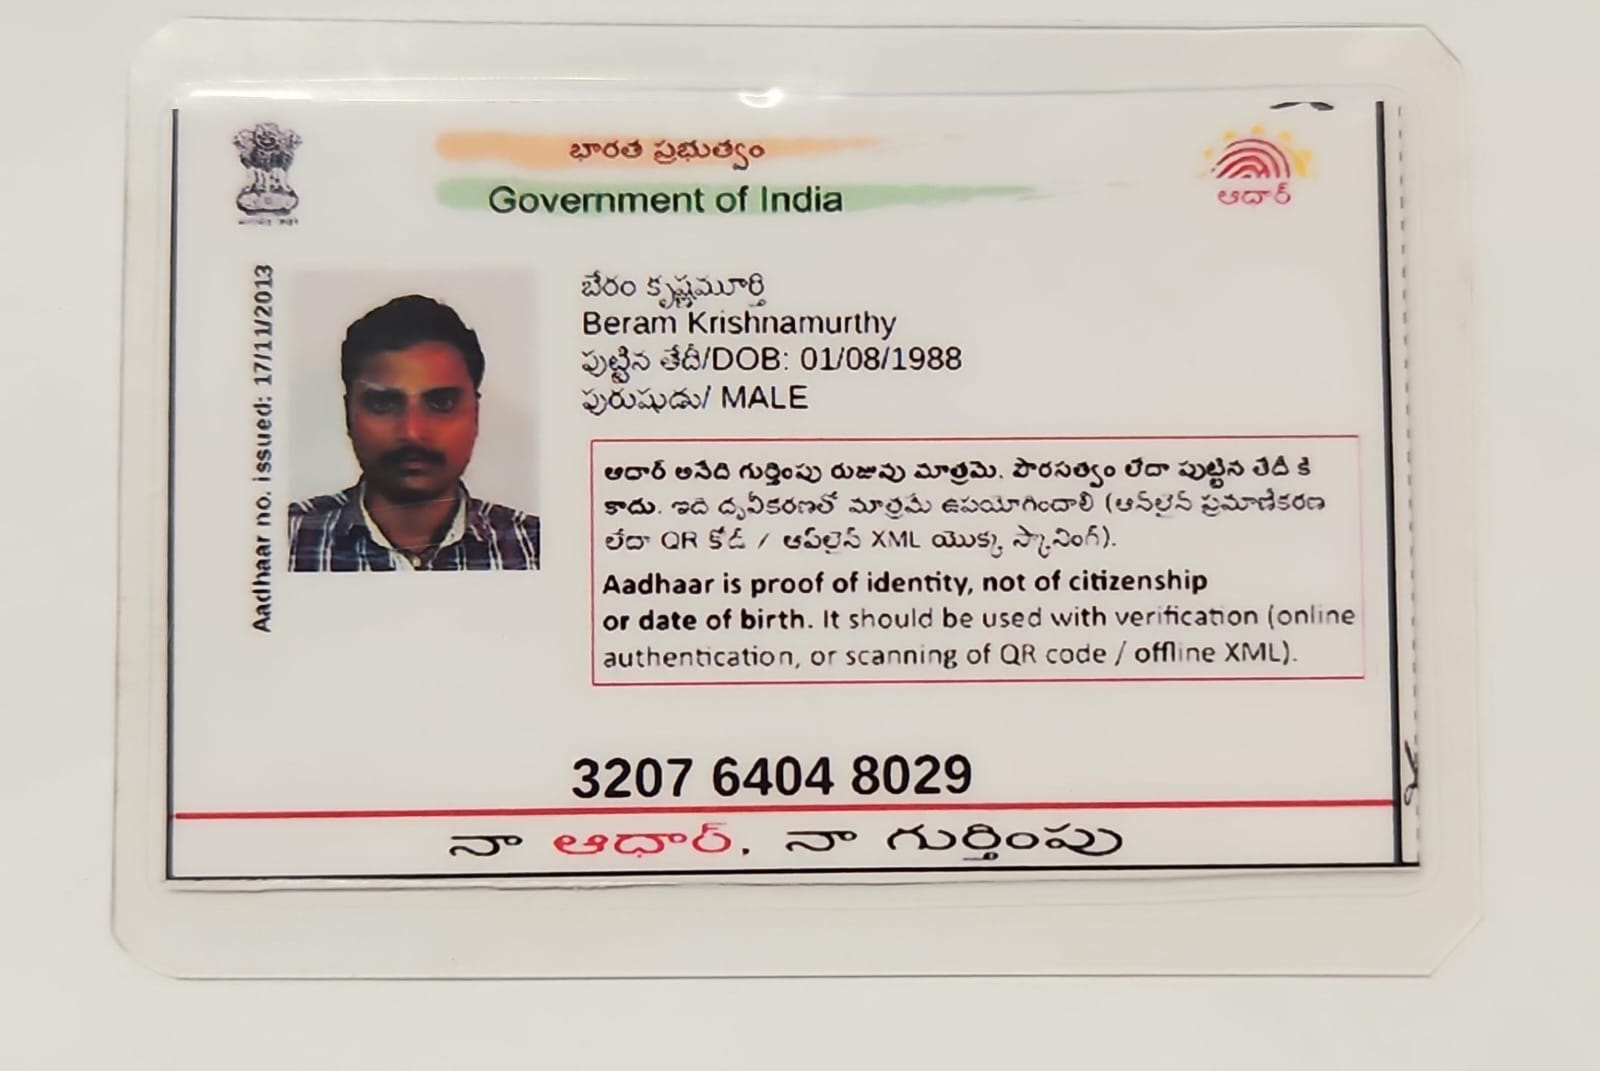 భారత ప్రభుత్వం
Government of India
ఆధార్
Aadhaar no. issued: 17/11/2013
బేరం కృష్ణమూర్తి
Beram Krishnamurthy
పుట్టిన తేదీ/DOB: 01/08/1988
పురుషుడు/ MALE
ఆధార్ అనేది గుర్తింపు రుజువు మాత్రమే. పౌరసత్వం లేదా పుట్టిన తేదీ కి
కాదు. ఇది ధృవీకరణతో మాత్రమే ఉపయోగించాలి (ఆన్‌లైన్ ప్రమాణీకరణ
లేదా QR కోడ్ / ఆఫ్‌లైన్ XML యొక్క స్కానింగ్).
Aadhaar is proof of identity, not of citizenship
or date of birth. It should be used with verification (online
authentication, or scanning of QR code / offline XML).
3207 6404 8029
నా ఆధార్, నా గుర్తింపు